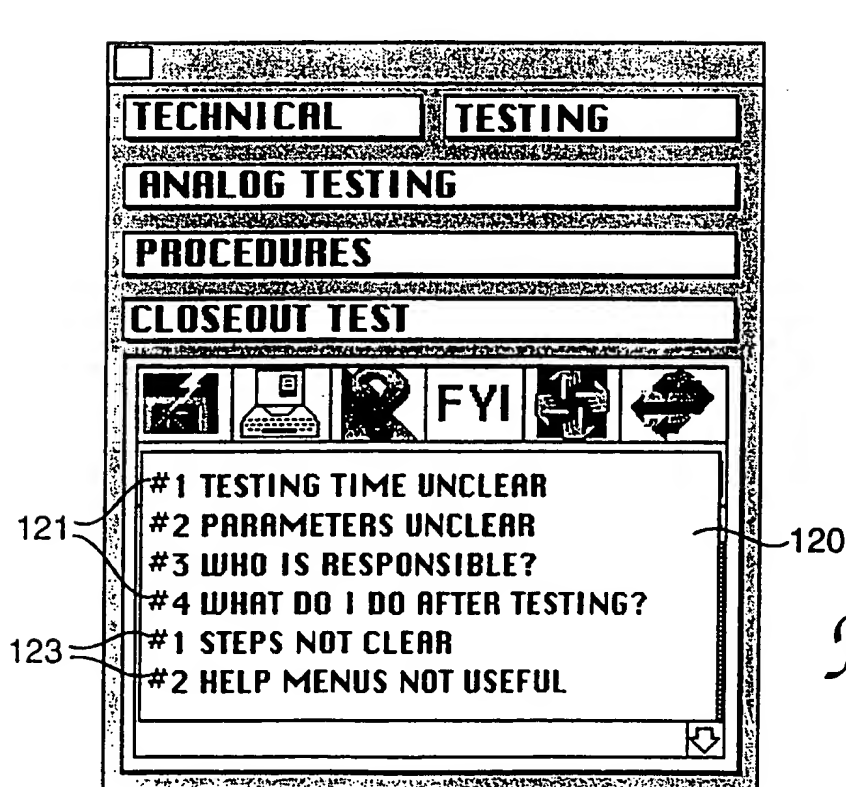 TECHNICAL TESTING
ANALOG TESTING
PROCEDURES
CLOSEOUT TEST
FYI
#1 TESTING TIME UNCLEAR
#2 PARAMETERS UNCLEAR
#3 WHO IS RESPONSIBLE?
#4 WHAT DO I DO AFTER TESTING?
#1 STEPS NOT CLEAR
#2 HELP MENUS NOT USEFUL
121
120
123